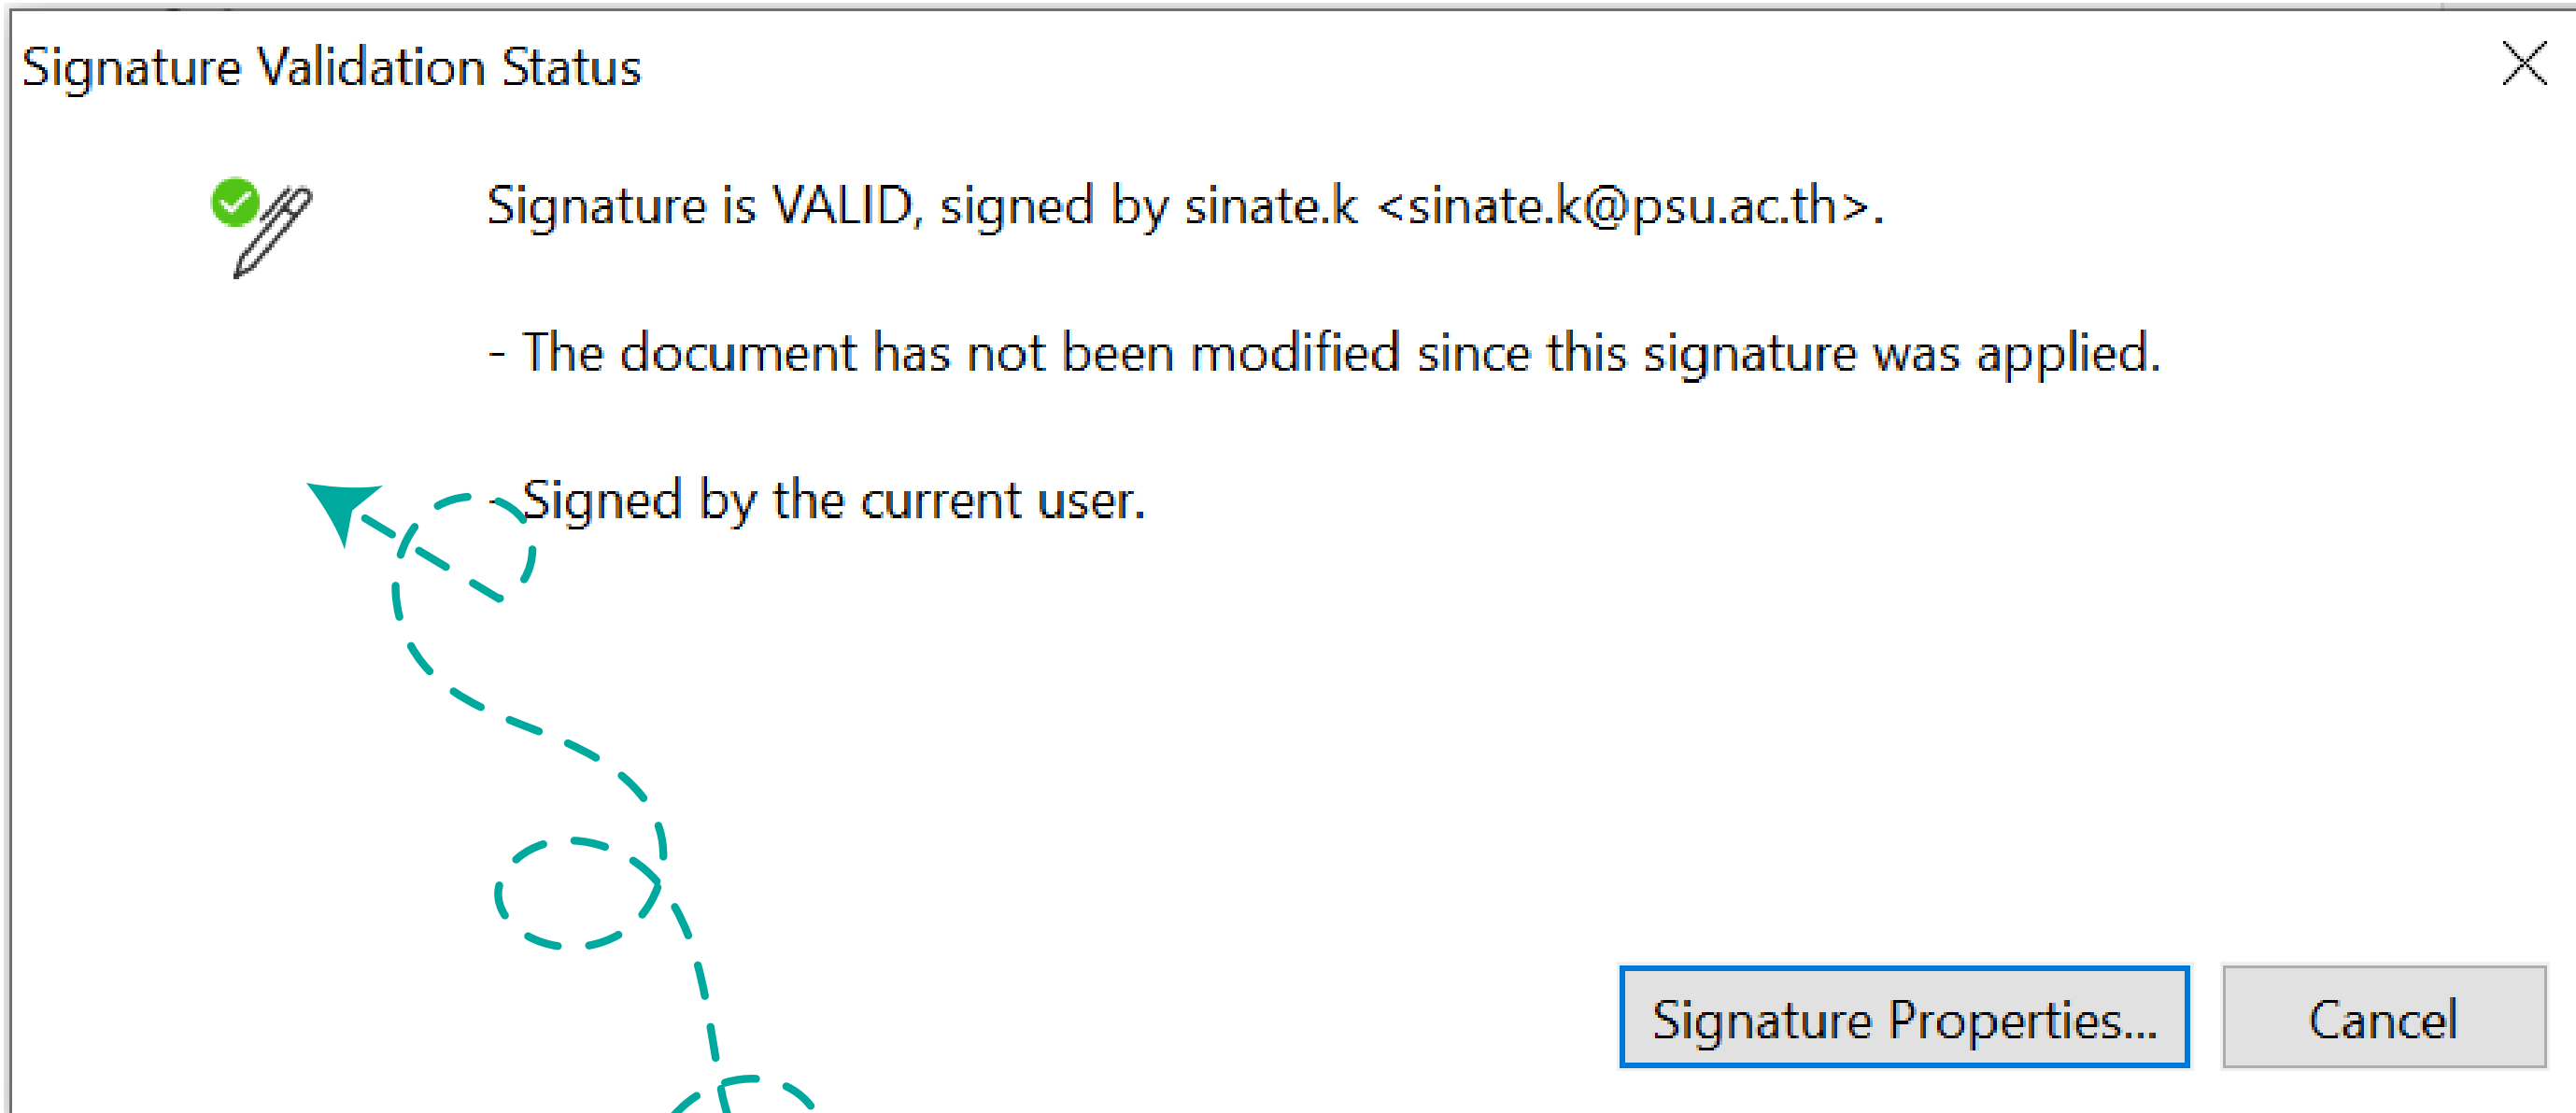 Signature Validation Status
Signature is VALID, signed by sinate.k <sinate.k@psu.ac.th>.
- The document has not been modified since this signature was applied.
- Signed by the current user.
Signature Properties... Cancel